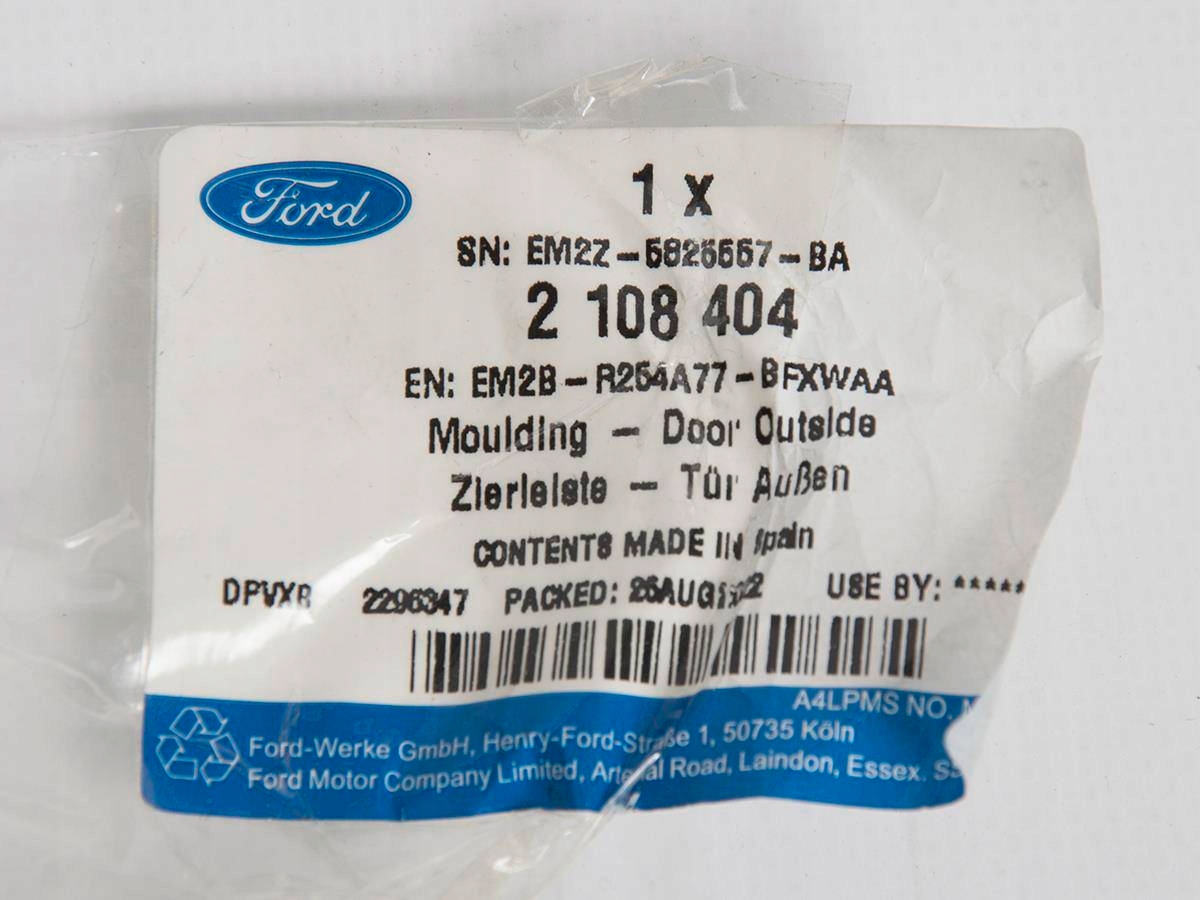 Ford
1 x
SN: EM2Z-5825557-BA
2 108 404
EN: EM2B-R254A77-BFXWAA
Moulding - Door Outside
Zierleiste - Tür Außen
CONTENTS MADE IN Spain
2296347 PACKED: USE BY: *****
A4LPMS NO.
Ford-Werke GmbH, Henry-Ford-Straße 1, 50735 Köln
Ford Motor Company Limited, Arterial Road, Laindon, Essex.